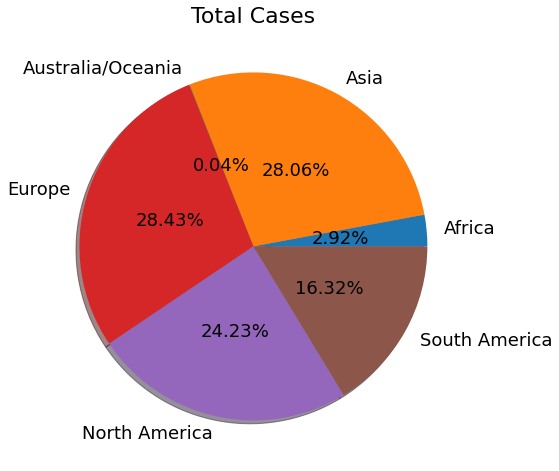 Total Cases
Australia/Oceania
Asia
0.04%
28.06%
Europe
28.43%
Africa
2.92%
16.32%
24.23%
South America
North America